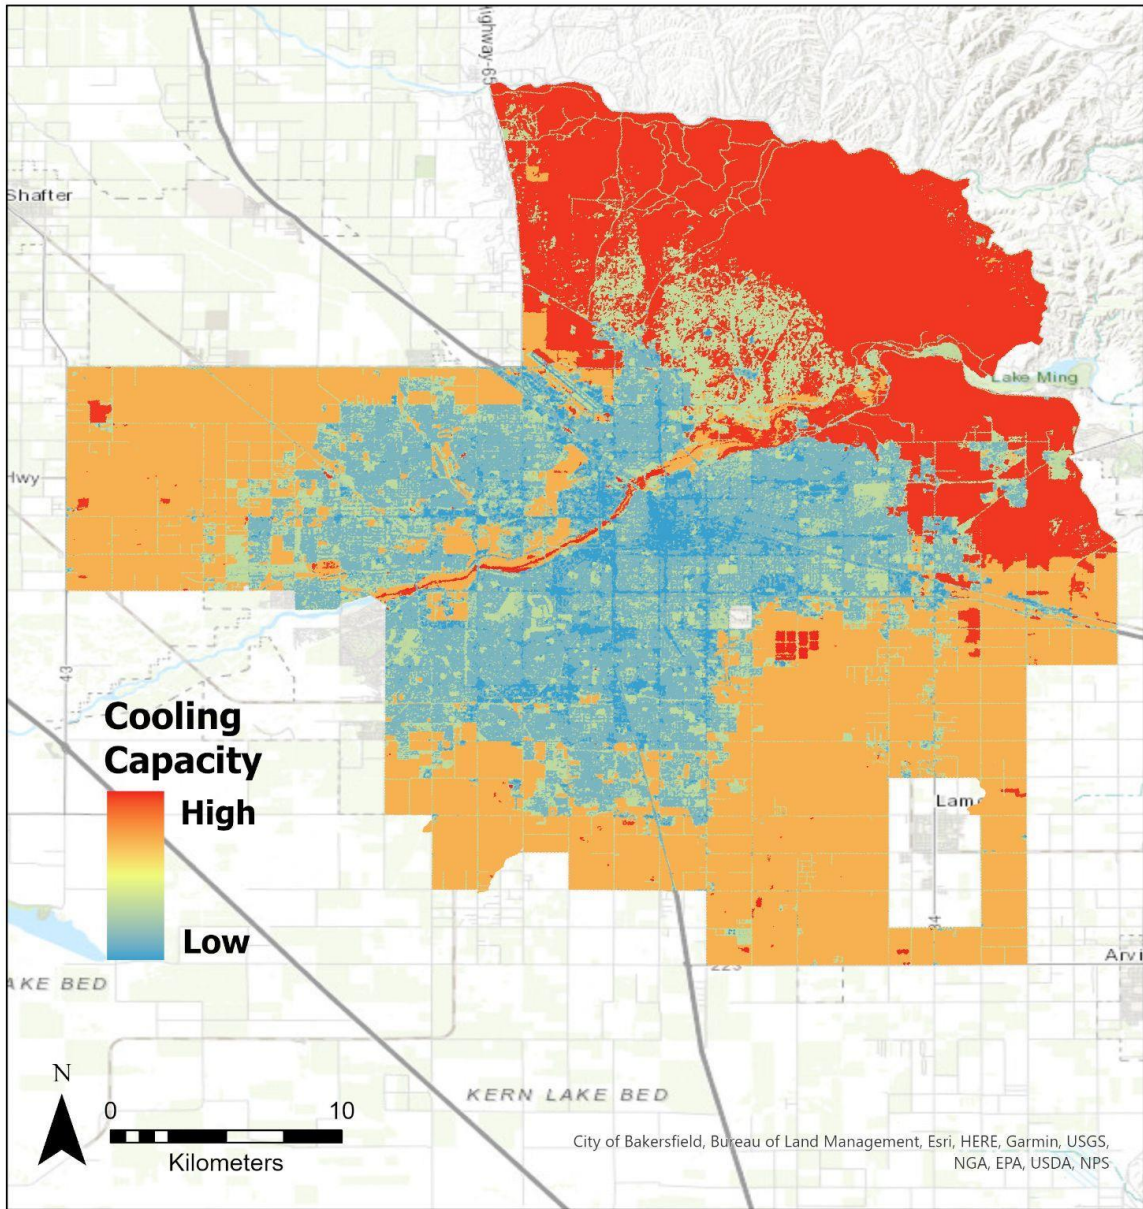 Highway-65
Shafter
Lake Ming
Hwy
43
Cooling
Capacity
High
Low
Lam
34
223
Arvi
AKE BED
N
0 10
Kilometers
KERN LAKE BED
City of Bakersfield, Bureau of Land Management, Esri, HERE, Garmin, USGS,
NGA, EPA, USDA, NPS